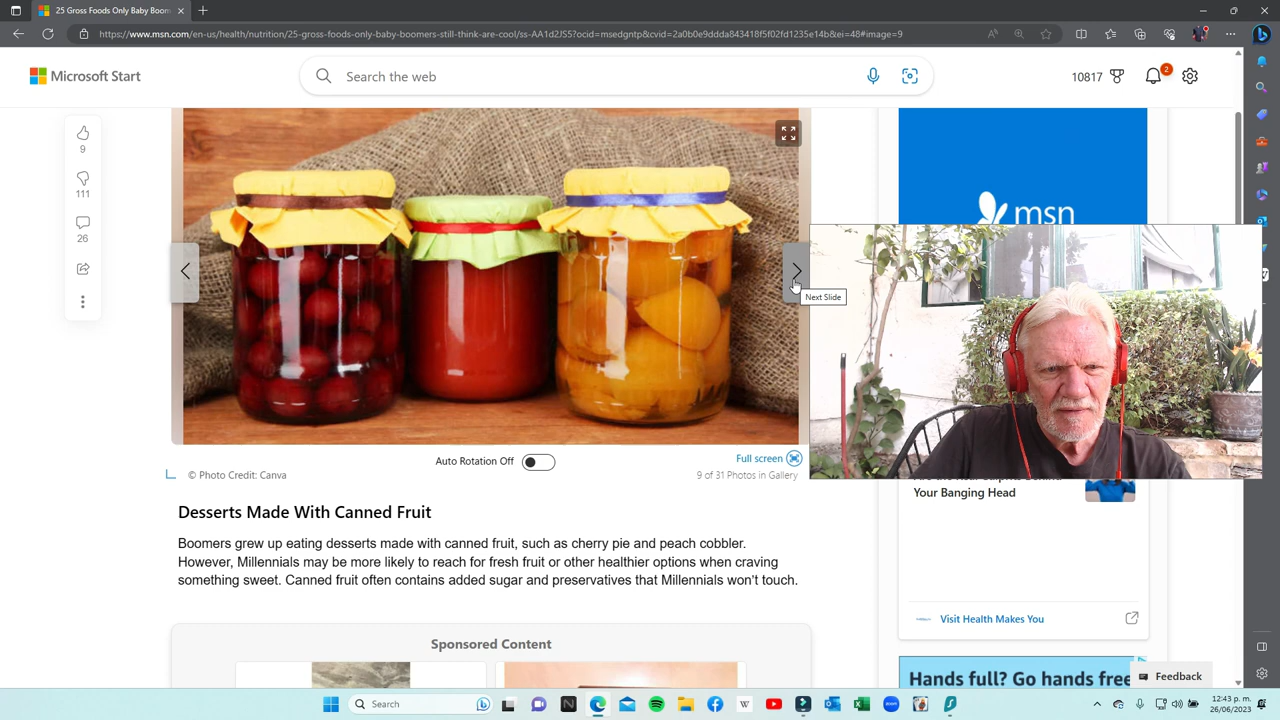 25 Gross Foods Only Baby Boom
https://www.msn.com/en-us/health/nutrition/25-gross-foods-only-baby-boomers-still-think-are-cool/ss-AA1d2JS5?ocid=msedgntp&cvid=2a0b0e9ddda843418f5f02fd1235e14b&ei=48#image=9
Microsoft Start
Search the web
10817
2
9
111
26
msn
Next Slide
Auto Rotation Off
Full screen
© Photo Credit: Canva
9 of 31 Photos in Gallery
Your Banging Head
Desserts Made With Canned Fruit
Boomers grew up eating desserts made with canned fruit, such as cherry pie and peach cobbler.
However, Millennials may be more likely to reach for fresh fruit or other healthier options when craving
something sweet. Canned fruit often contains added sugar and preservatives that Millennials won't touch.
Visit Health Makes You
Sponsored Content
Hands full? Go hands free
Feedback
Search
12:43 p. m.
26/06/2023